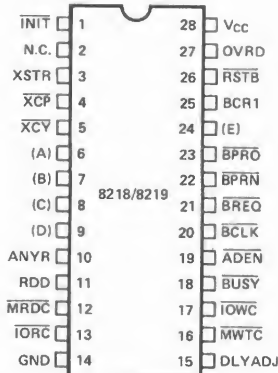 INIT 1 28 VCC
N.C. 2 27 OVRD
XSTR 3 26 RSTB
XCP 4 25 BCR1
XCY 5 24 (E)
(A) 6 23 BPRO
(B) 7 22 BPRN
8218/8219
(C) 8 21 BREQ
(D) 9 20 BCLK
ANYR 10 19 ADEN
RDD 11 18 BUSY
MRDC 12 17 IOWC
IORC 13 16 MWTC
GND 14 15 DLYADJ